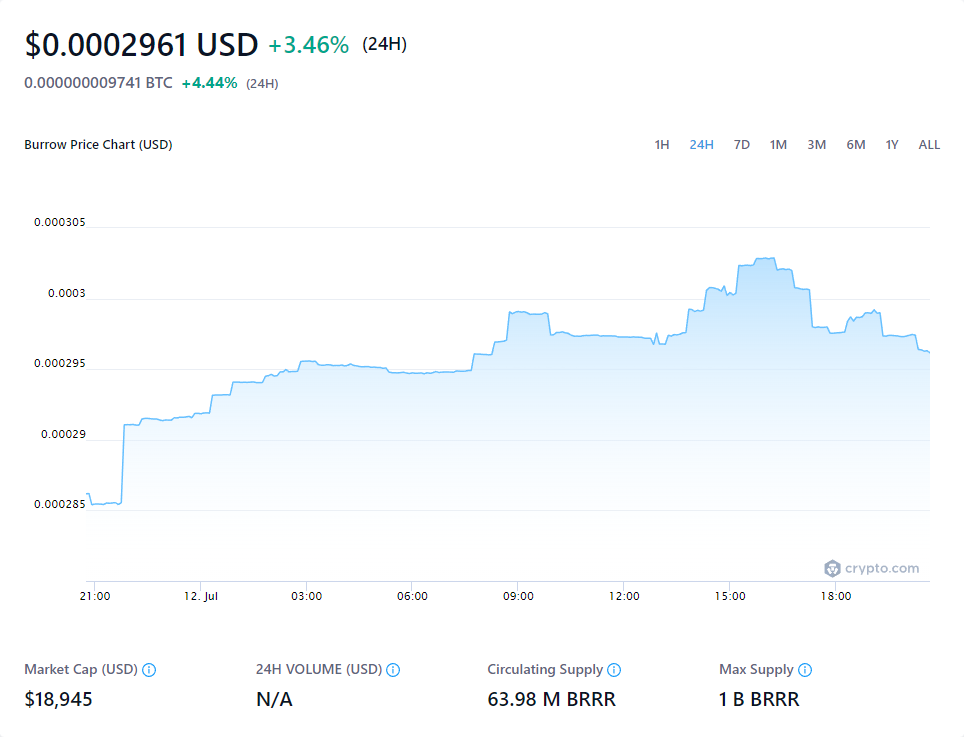 $0.0002961 USD +3.46% (24H)
0.000000009741 BTC +4.44% (24H)
Burrow Price Chart (USD) 1H 24H 7D 1M 3M 6M 1Y ALL
0.000305
0.0003
0.000295
0.00029
0.000285
crypto.com
21:00 12. Jul 03:00 06:00 09:00 12:00 15:00 18:00
Market Cap (USD) 24H VOLUME (USD) Circulating Supply Max Supply
$18,945 N/A 63.98 M BRRR 1 B BRRR